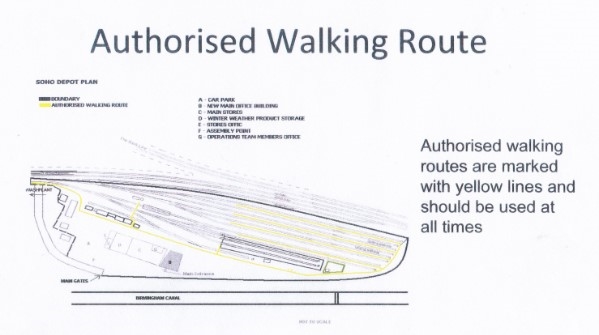 Authorised Walking Route
SOHO DEPOT PLAN
BOUNDARY
AUTHORISED WALKING ROUTE
A - CAR PARK
B - NEW MAIN OFFICE BUILDING
C - MAIN STORES
D - WINTER WEATHER PRODUCT STORAGE
E - STORES OFFIC
F - ASSEMBLY POINT
G - OPERATIONS TEAM MEMBERS OFFICE
Authorised walking
routes are marked
with yellow lines and
should be used at
all times
MAIN GATES
BIRMINGHAM CANAL
NOT TO SCALE